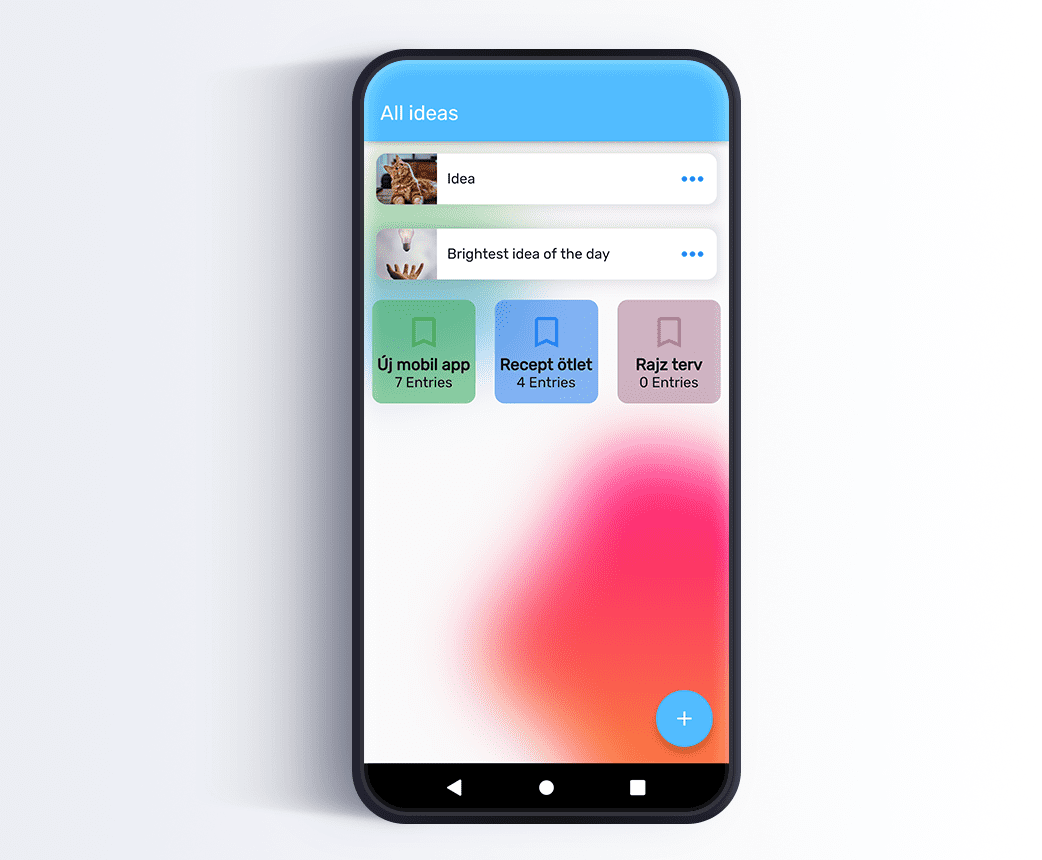 All ideas
Idea
Brightest idea of the day
Új mobil app
7 Entries
Recept ötlet
4 Entries
Rajz terv
0 Entries